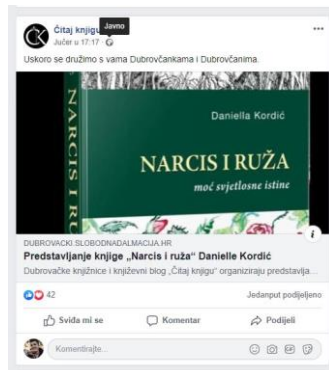 Čitaj knjigu
Javno
Jučer u 17:17 ·
Uskoro se družimo s vama Dubrovčankama i Dubrovčanima.
NARCIS I RUŽA
Daniella Kordić
NARCIS I RUŽA
moć svjetlosne istine
DUBROVACKI.SLOBODNADALMACIJA.HR
Predstavljanje knjige „Narcis i ruža“ Danielle Kordić
Dubrovačke knjižnice i književni blog „Čitaj knjigu“ organiziraju predstavlja...
42
Jedanput podijeljeno
Sviđa mi se
Komentar
Podijeli
Komentirajte...
GIF